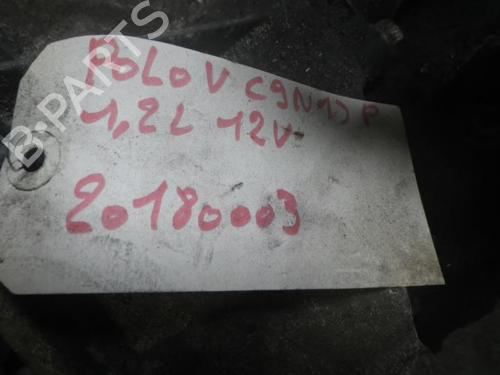 POLO V (9N1) P
1,2L 12V
20180003
B-PARTS